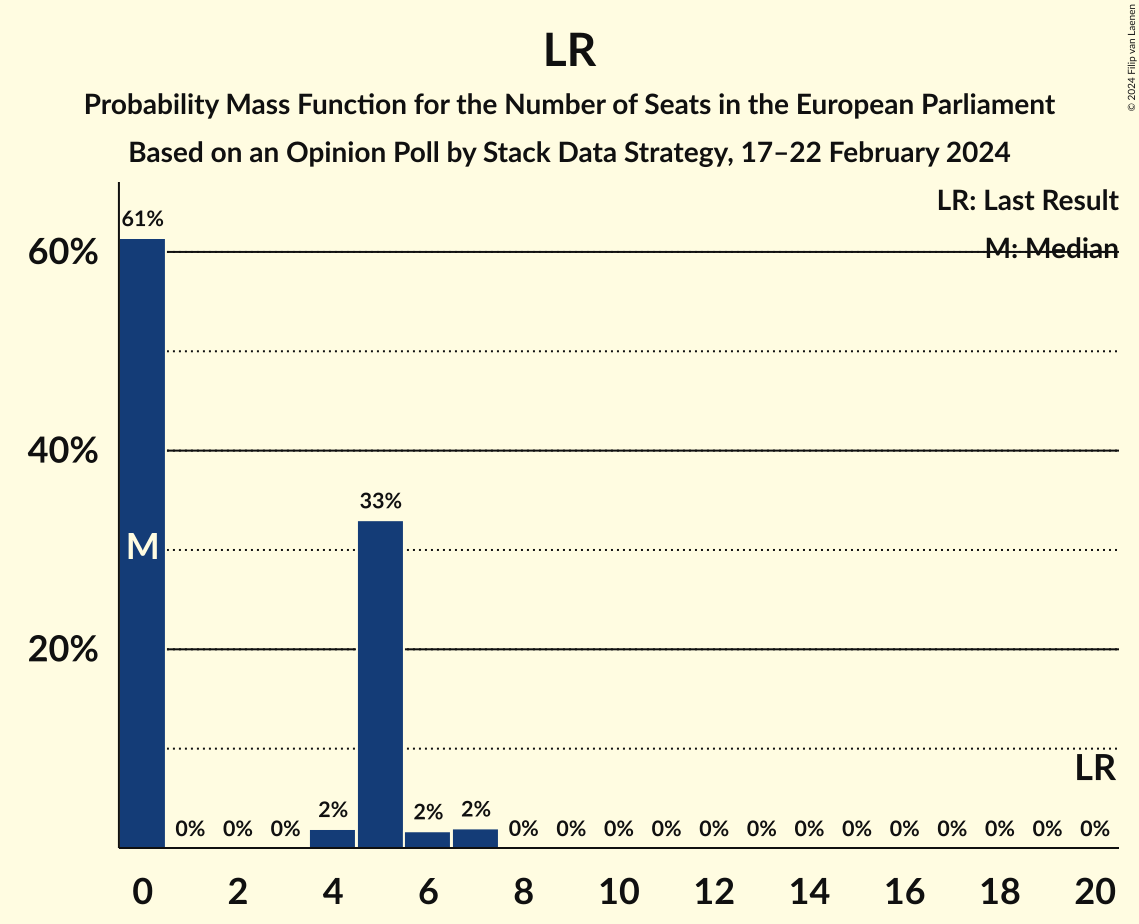 LR
Probability Mass Function for the Number of Seats in the European Parliament
Based on an Opinion Poll by Stack Data Strategy, 17–22 February 2024
© 2024 Filip van Laenen
LR: Last Result
M: Median
61%
60%
40%
33%
M
20%
LR
0% 0% 0% 2% 2% 2% 0% 0% 0% 0% 0% 0% 0% 0% 0% 0% 0% 0% 0%
0 2 4 6 8 10 12 14 16 18 20